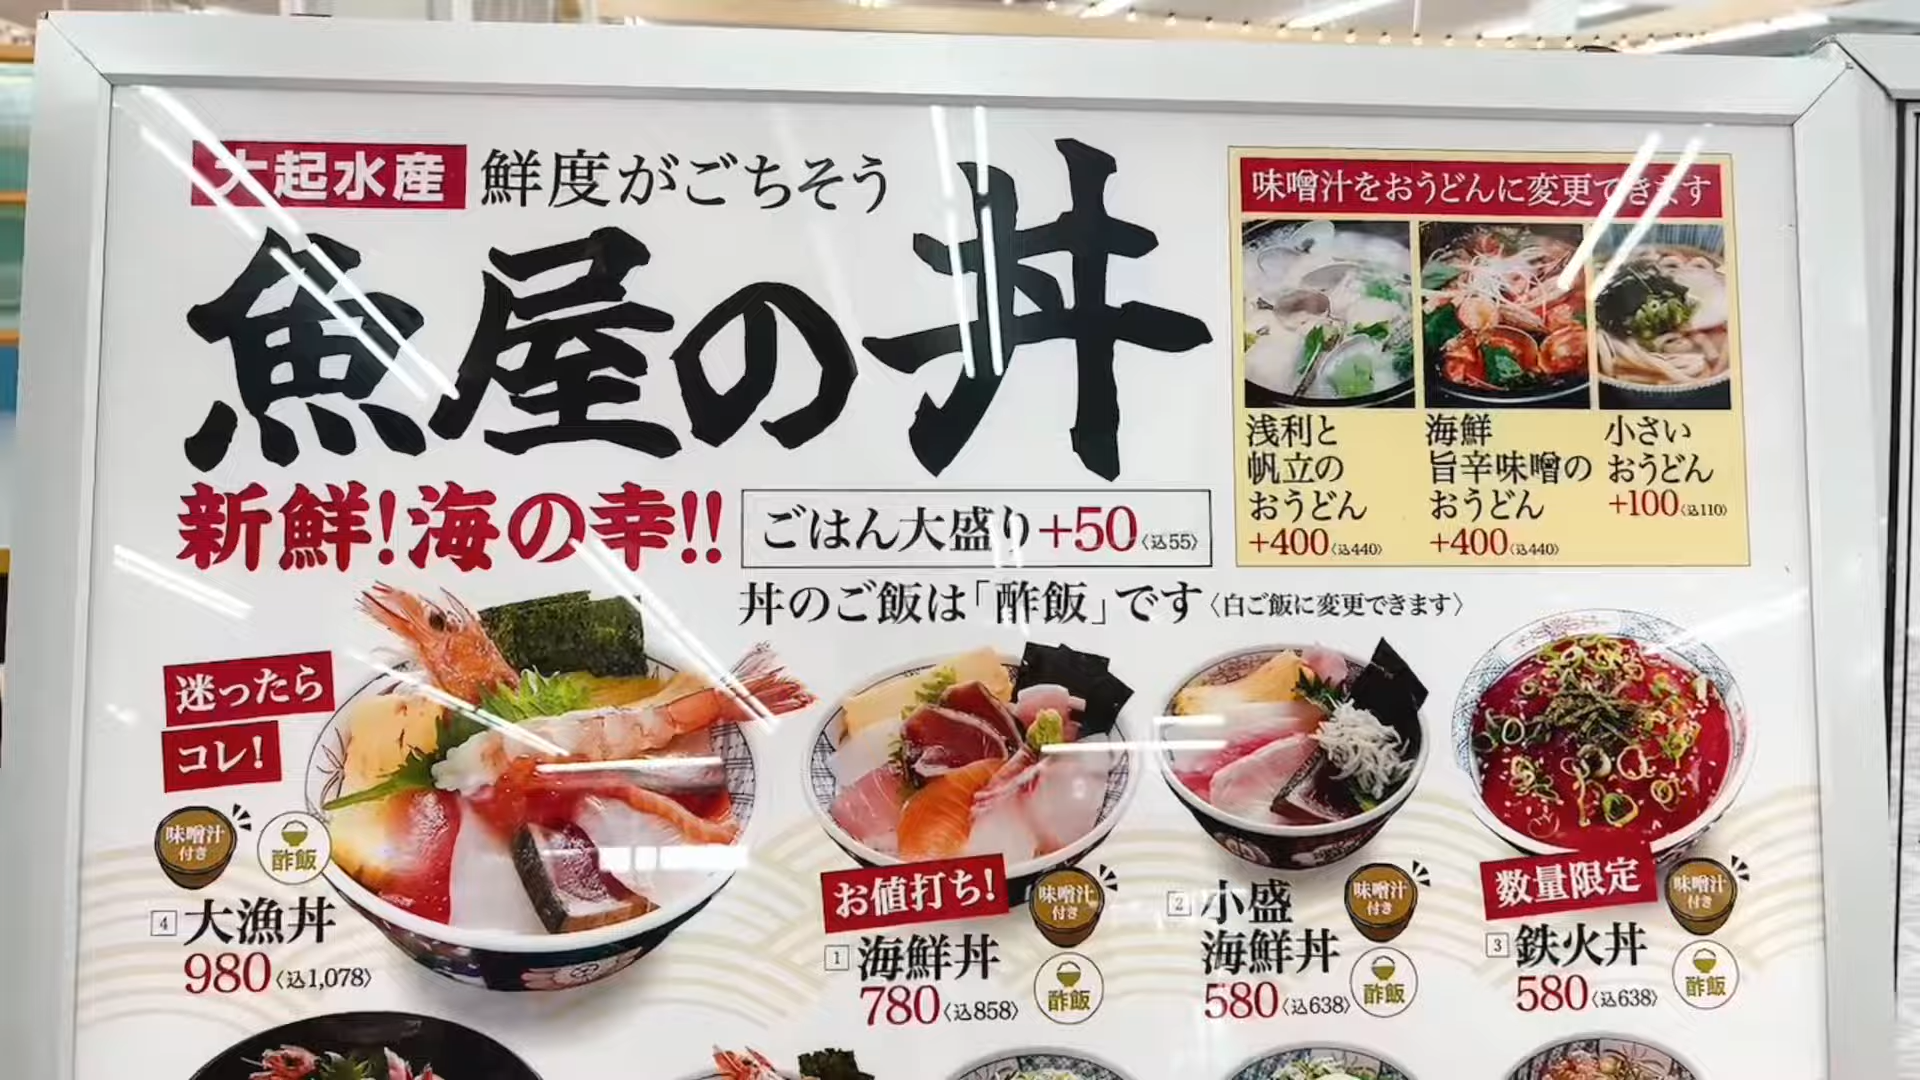 大起水産 鮮度がごちそう
魚屋の丼
新鮮!海の幸!!
ごはん大盛り+50〈込55〉
丼のご飯は「酢飯」です〈白ご飯に変更できます〉
味噌汁をおうどんに変更できます
浅利と
帆立の
おうどん
+400〈込440〉
海鮮
旨辛味噌の
おうどん
+400〈込440〉
小さい
おうどん
+100〈込110〉
迷ったら
コレ!
味噌汁
付き
酢飯
4 大漁丼
980〈込1,078〉
お値打ち!
味噌汁
付き
1 海鮮丼
780〈込858〉
酢飯
味噌汁
付き
2 小盛
海鮮丼
580〈込638〉
酢飯
数量限定
味噌汁
付き
3 鉄火丼
580〈込638〉
酢飯